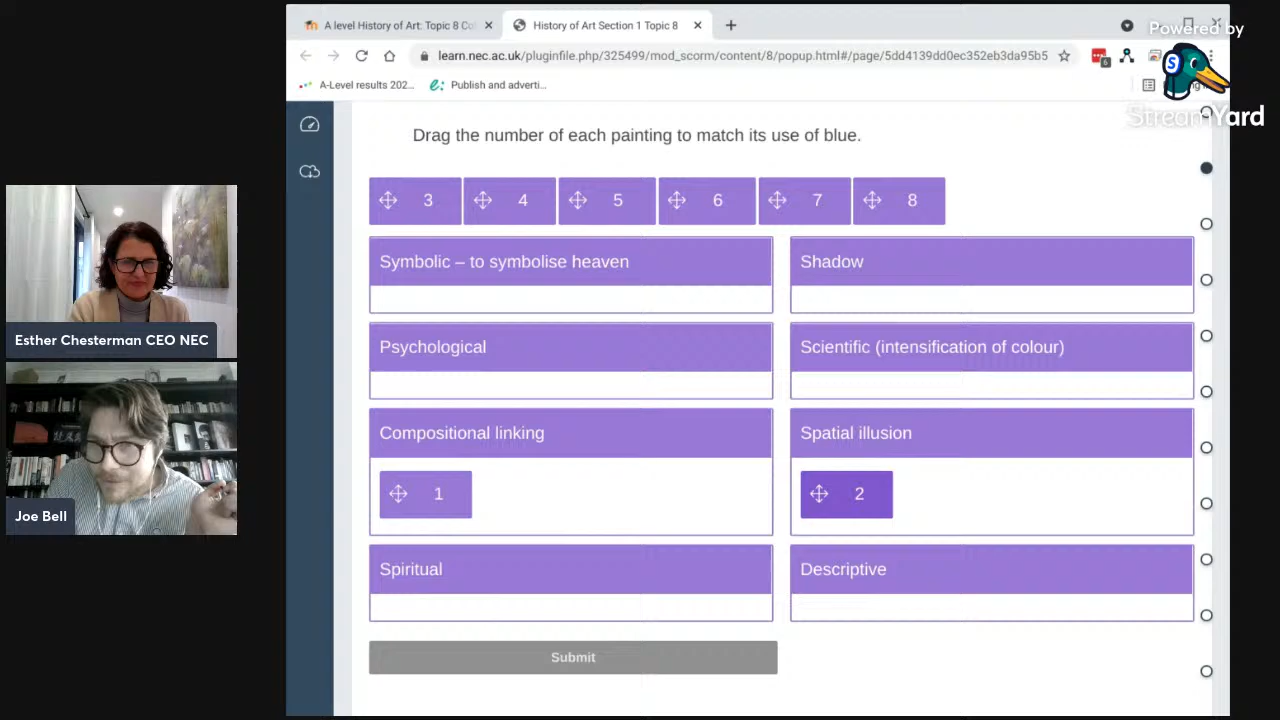 A level History of Art: Topic 8 Co
History of Art Section 1 Topic 8
Powered by
StreamYard
learn.nec.ac.uk/pluginfile.php/325499/mod_scorm/content/8/popup.html#/page/5dd4139dd0ec352eb3da95b5
6
A-Level results 202...
Publish and adverti...
Drag the number of each painting to match its use of blue.
3 4 5 6 7 8
Symbolic – to symbolise heaven
Shadow
Psychological
Scientific (intensification of colour)
Compositional linking
Spatial illusion
1
2
Spiritual
Descriptive
Submit
Esther Chesterman CEO NEC
Joe Bell